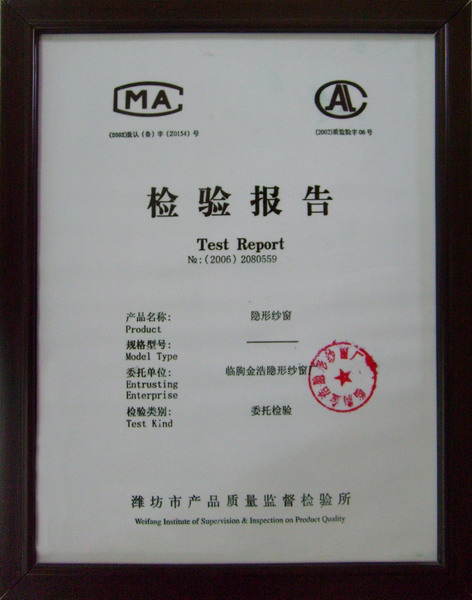 MA
CAL
(2002)量认(鲁)字(Z0154)号
(2002)质监验字06号
检验报告
Test Report
№:(2006) 2080559
产品名称: 隐形纱窗
Product
规格型号:
Model Type
委托单位: 临朐金浩隐形纱窗
Entrusting
Enterprise
检验类别: 委托检验
Test Kind
潍坊市产品质量监督检验所
Weifang Institute of Supervision & Inspection on Product Quality